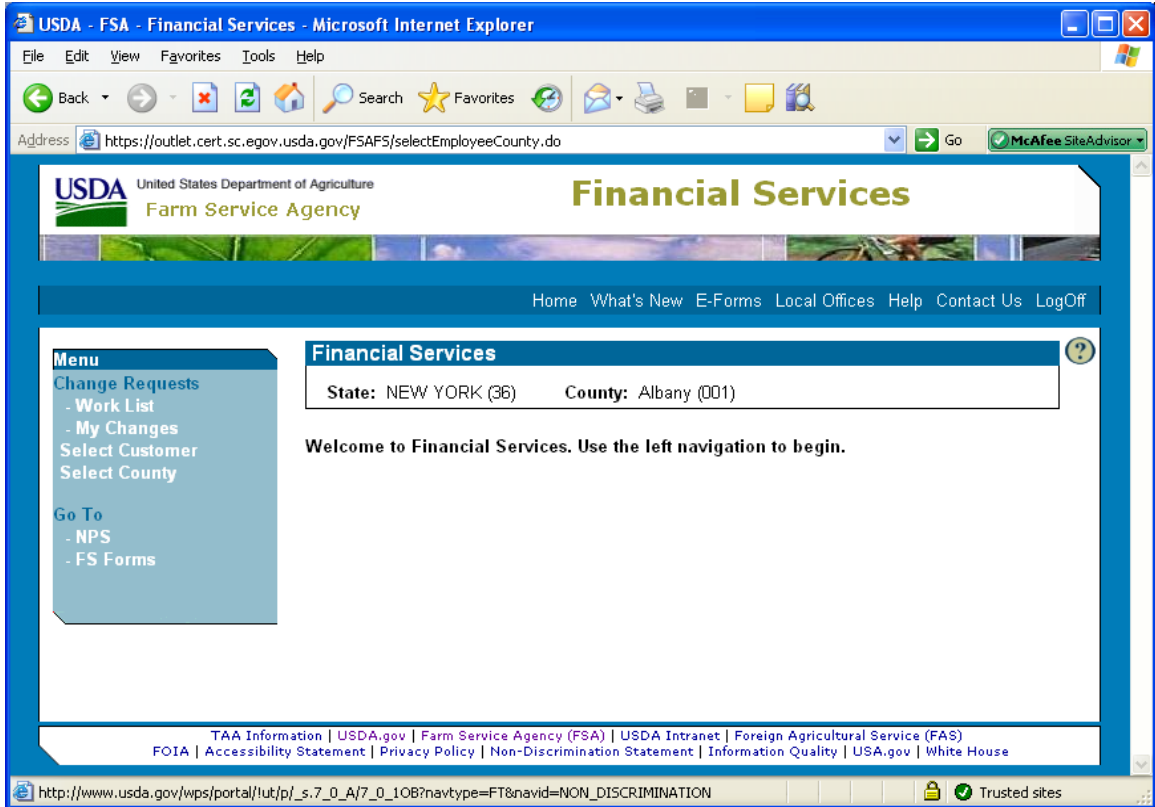 USDA - FSA - Financial Services - Microsoft Internet Explorer
File Edit View Favorites Tools Help
Back Search Favorites
Address https://outlet.cert.sc.egov.usda.gov/FSAFS/selectEmployeeCounty.do Go McAfee SiteAdvisor
USDA United States Department of Agriculture
Farm Service Agency
Financial Services
Home What's New E-Forms Local Offices Help Contact Us LogOff
Menu
Change Requests
- Work List
- My Changes
Select Customer
Select County
Go To
- NPS
- FS Forms
Financial Services
?
State: NEW YORK (36) County: Albany (001)
Welcome to Financial Services. Use the left navigation to begin.
TAA Information | USDA.gov | Farm Service Agency (FSA) | USDA Intranet | Foreign Agricultural Service (FAS)
FOIA | Accessibility Statement | Privacy Policy | Non-Discrimination Statement | Information Quality | USA.gov | White House
http://www.usda.gov/wps/portal/!ut/p/_s.7_0_A/7_0_1OB?navtype=FT&navid=NON_DISCRIMINATION Trusted sites